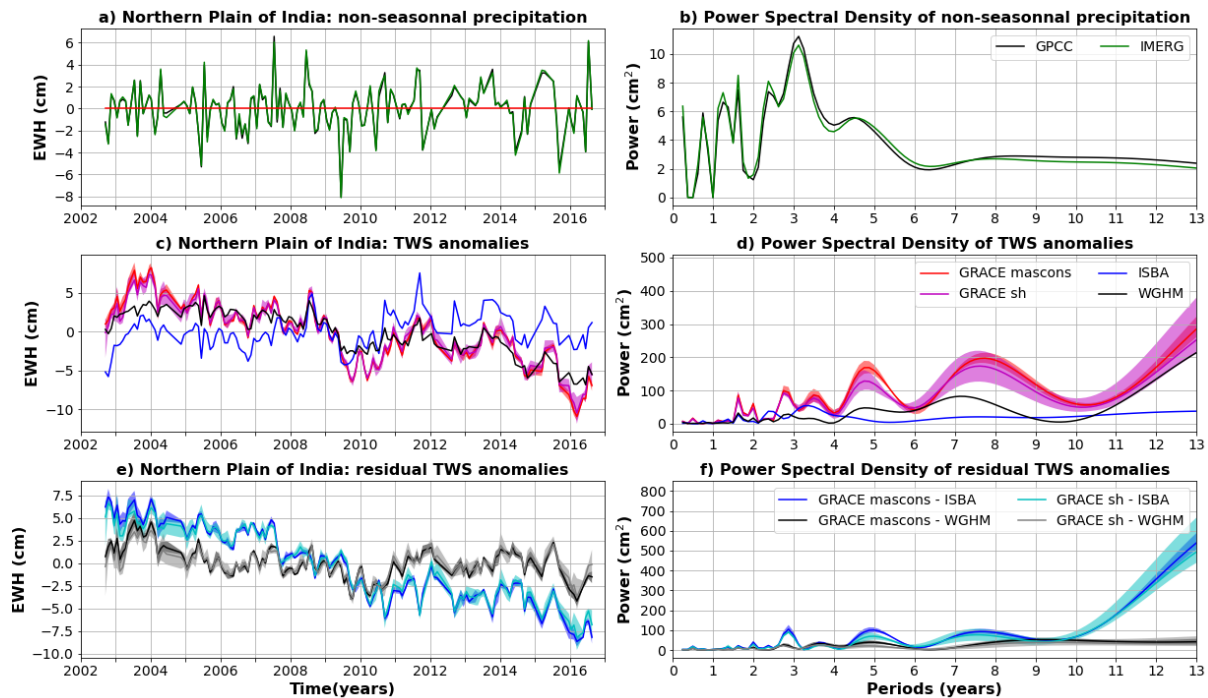 a) Northern Plain of India: non-seasonnal precipitation
EWH (cm)
6
4
2
0
−2
−4
−6
−8
2002 2004 2006 2008 2010 2012 2014 2016
b) Power Spectral Density of non-seasonnal precipitation
GPCC IMERG
Power (cm²)
10
8
6
4
2
0
0 1 2 3 4 5 6 7 8 9 10 11 12 13
c) Northern Plain of India: TWS anomalies
EWH (cm)
5
0
−5
−10
2002 2004 2006 2008 2010 2012 2014 2016
d) Power Spectral Density of TWS anomalies
GRACE mascons ISBA
GRACE sh WGHM
Power (cm²)
500
400
300
200
100
0
0 1 2 3 4 5 6 7 8 9 10 11 12 13
e) Northern Plain of India: residual TWS anomalies
EWH (cm)
7.5
5.0
2.5
0.0
−2.5
−5.0
−7.5
−10.0
2002 2004 2006 2008 2010 2012 2014 2016
Time(years)
f) Power Spectral Density of residual TWS anomalies
GRACE mascons - ISBA GRACE sh - ISBA
GRACE mascons - WGHM GRACE sh - WGHM
Power (cm²)
800
700
600
500
400
300
200
100
0
0 1 2 3 4 5 6 7 8 9 10 11 12 13
Periods (years)